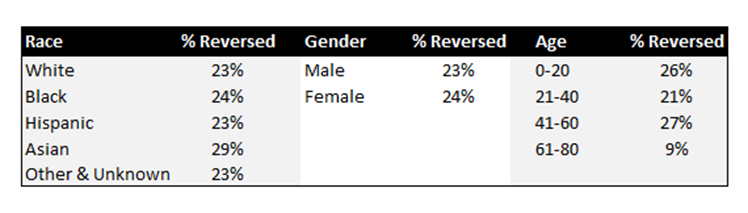 Race % Reversed Gender % Reversed Age % Reversed
White 23% Male 23% 0-20 26%
Black 24% Female 24% 21-40 21%
Hispanic 23% 41-60 27%
Asian 29% 61-80 9%
Other & Unknown 23%